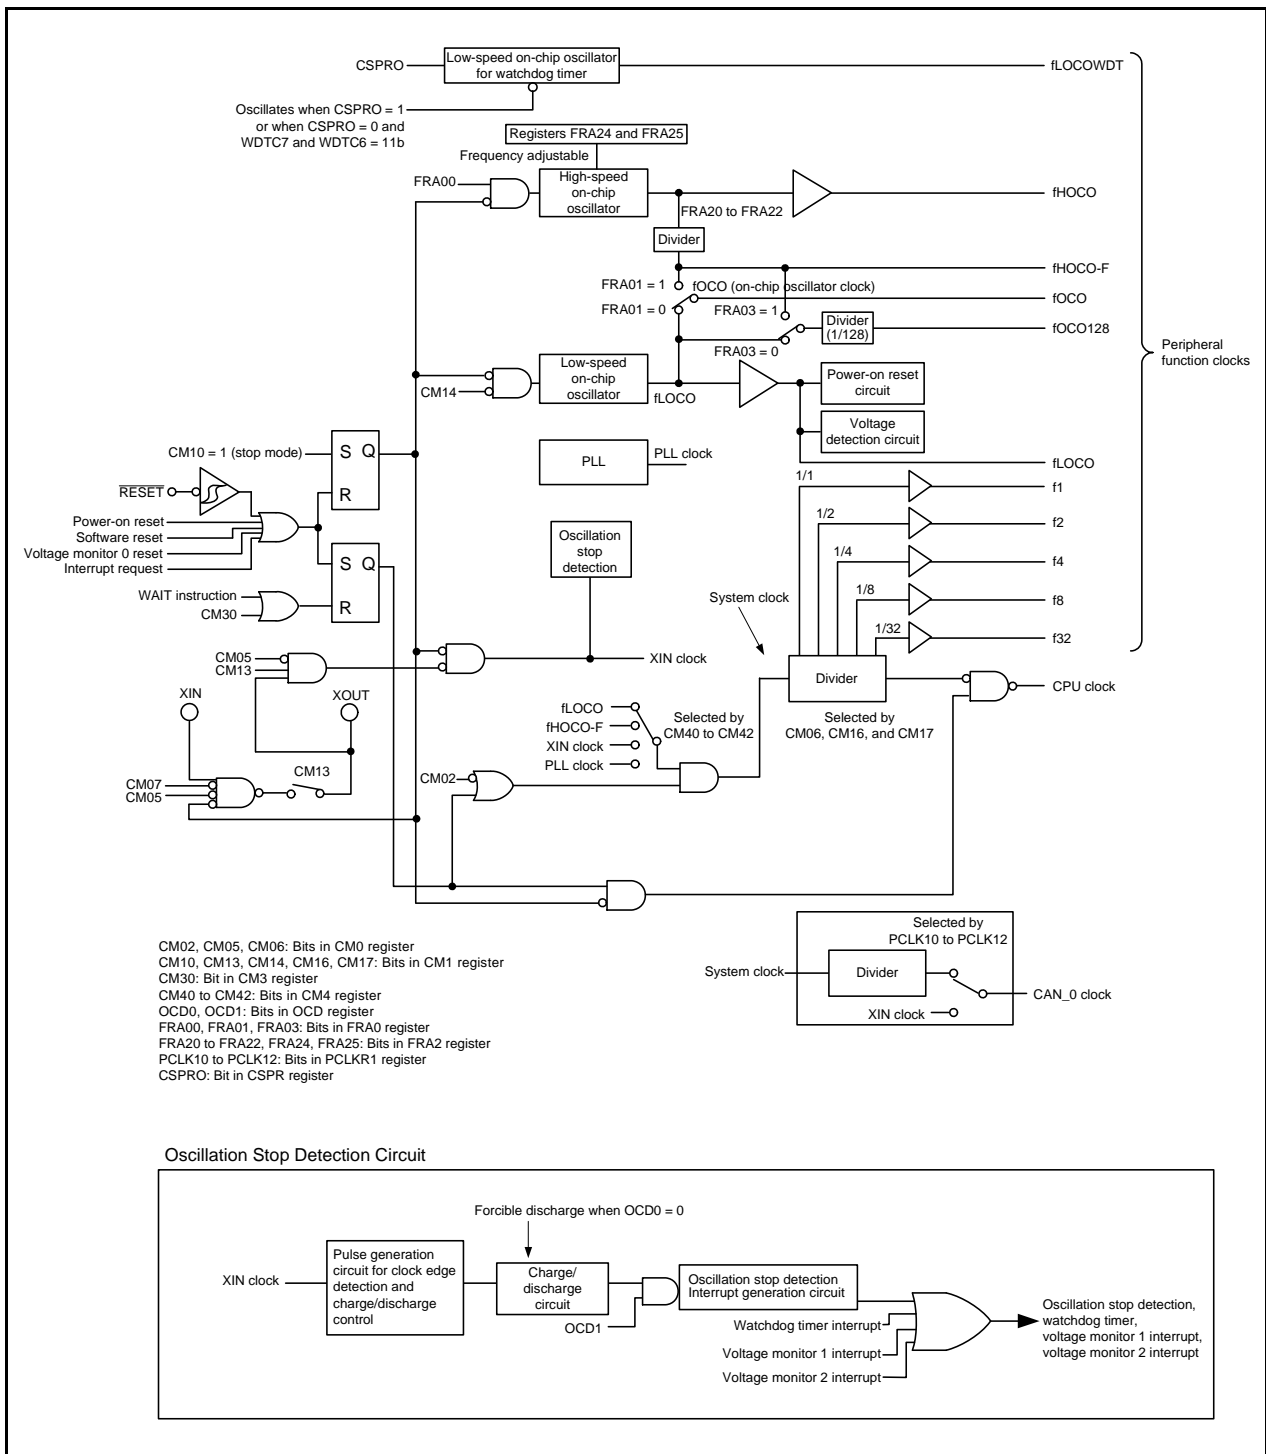 CSPRO
Low-speed on-chip oscillator
for watchdog timer
fLOCOWDT
Oscillates when CSPRO = 1
or when CSPRO = 0 and
WDTC7 and WDTC6 = 11b
Registers FRA24 and FRA25
Frequency adjustable
FRA00
High-speed
on-chip
oscillator
FRA20 to FRA22
fHOCO
Divider
fHOCO-F
FRA01 = 1
fOCO (on-chip oscillator clock)
fOCO
FRA01 = 0
FRA03 = 1
Divider
(1/128)
fOCO128
FRA03 = 0
Peripheral
function clocks
Low-speed
on-chip
oscillator
CM14
fLOCO
Power-on reset
circuit
Voltage
detection circuit
fLOCO
CM10 = 1 (stop mode)
S Q
R
PLL
PLL clock
1/1
f1
RESET
Power-on reset
Software reset
Voltage monitor 0 reset
Interrupt request
1/2
f2
Oscillation
stop
detection
1/4
f4
S Q
R
WAIT instruction
CM30
System clock
1/8
f8
1/32
f32
CM05
CM13
XIN clock
Divider
CPU clock
XIN
XOUT
fLOCO
fHOCO-F
XIN clock
PLL clock
Selected by
CM40 to CM42
Selected by
CM06, CM16, and CM17
CM13
CM07
CM05
CM02
Selected by
PCLK10 to PCLK12
System clock
Divider
CAN_0 clock
XIN clock
CM02, CM05, CM06: Bits in CM0 register
CM10, CM13, CM14, CM16, CM17: Bits in CM1 register
CM30: Bit in CM3 register
CM40 to CM42: Bits in CM4 register
OCD0, OCD1: Bits in OCD register
FRA00, FRA01, FRA03: Bits in FRA0 register
FRA20 to FRA22, FRA24, FRA25: Bits in FRA2 register
PCLK10 to PCLK12: Bits in PCLKR1 register
CSPRO: Bit in CSPR register
Oscillation Stop Detection Circuit
Forcible discharge when OCD0 = 0
XIN clock
Pulse generation
circuit for clock edge
detection and
charge/discharge
control
Charge/
discharge
circuit
OCD1
Oscillation stop detection
Interrupt generation circuit
Watchdog timer interrupt
Voltage monitor 1 interrupt
Voltage monitor 2 interrupt
Oscillation stop detection,
watchdog timer,
voltage monitor 1 interrupt,
voltage monitor 2 interrupt